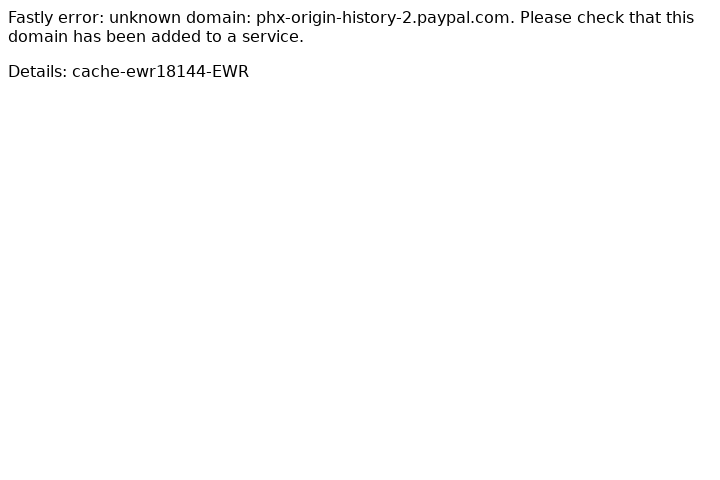 Fastly error: unknown domain: phx-origin-history-2.paypal.com. Please check that this
domain has been added to a service.
Details: cache-ewr18144-EWR